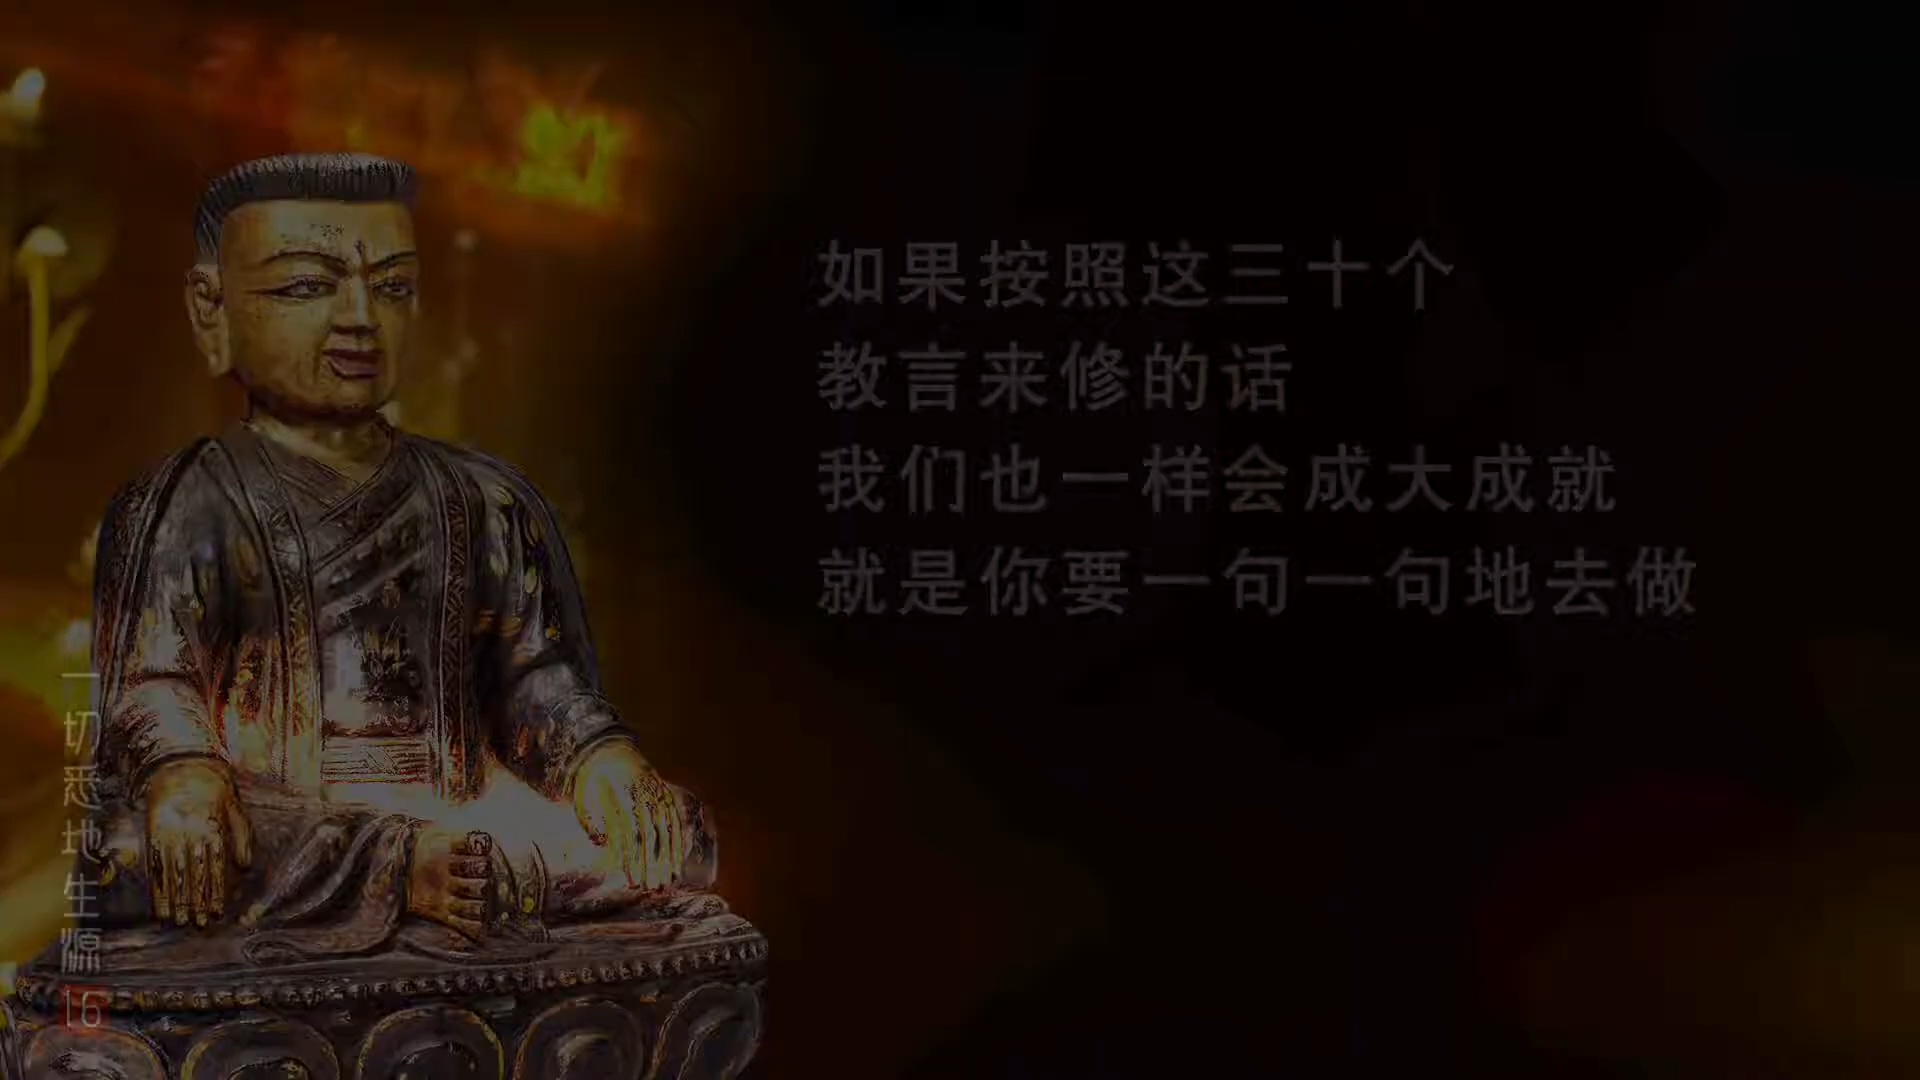 如果按照这三十个
教言来修的话
我们也一样会成大成就
就是你要一句一句地去做
一切悉地生源
16